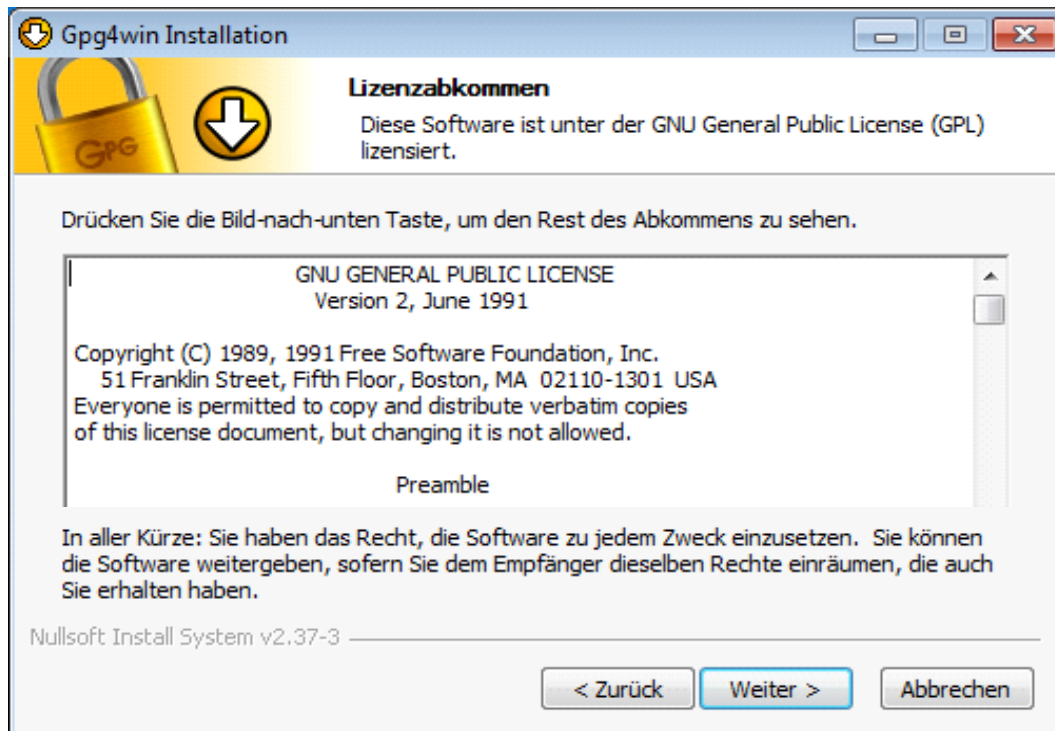 Gpg4win Installation
Lizenzabkommen
Diese Software ist unter der GNU General Public License (GPL)
lizensiert.
GPG
Drücken Sie die Bild-nach-unten Taste, um den Rest des Abkommens zu sehen.
GNU GENERAL PUBLIC LICENSE
Version 2, June 1991
Copyright (C) 1989, 1991 Free Software Foundation, Inc.
51 Franklin Street, Fifth Floor, Boston, MA 02110-1301 USA
Everyone is permitted to copy and distribute verbatim copies
of this license document, but changing it is not allowed.
Preamble
In aller Kürze: Sie haben das Recht, die Software zu jedem Zweck einzusetzen. Sie können
die Software weitergeben, sofern Sie dem Empfänger dieselben Rechte einräumen, die auch
Sie erhalten haben.
Nullsoft Install System v2.37-3
< Zurück Weiter > Abbrechen